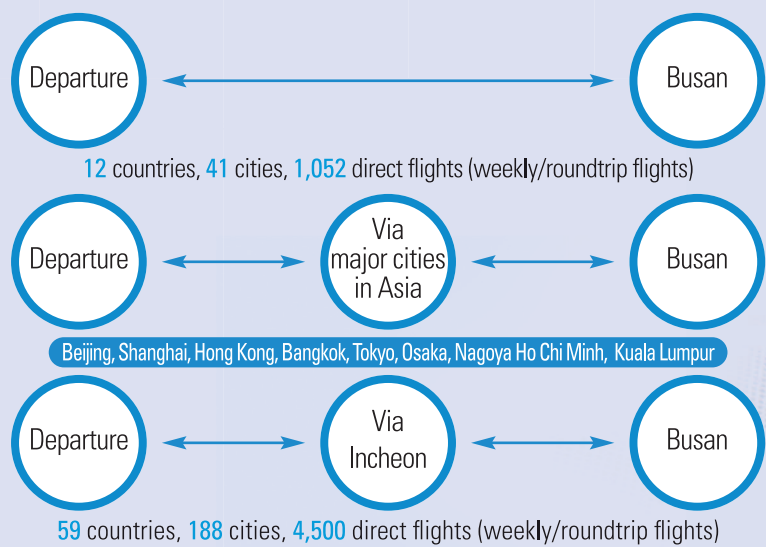 Departure
Busan
12 countries, 41 cities, 1,052 direct flights (weekly/roundtrip flights)
Departure
Via
major cities
in Asia
Busan
Beijing, Shanghai, Hong Kong, Bangkok, Tokyo, Osaka, Nagoya Ho Chi Minh, Kuala Lumpur
Departure
Via
Incheon
Busan
59 countries, 188 cities, 4,500 direct flights (weekly/roundtrip flights)